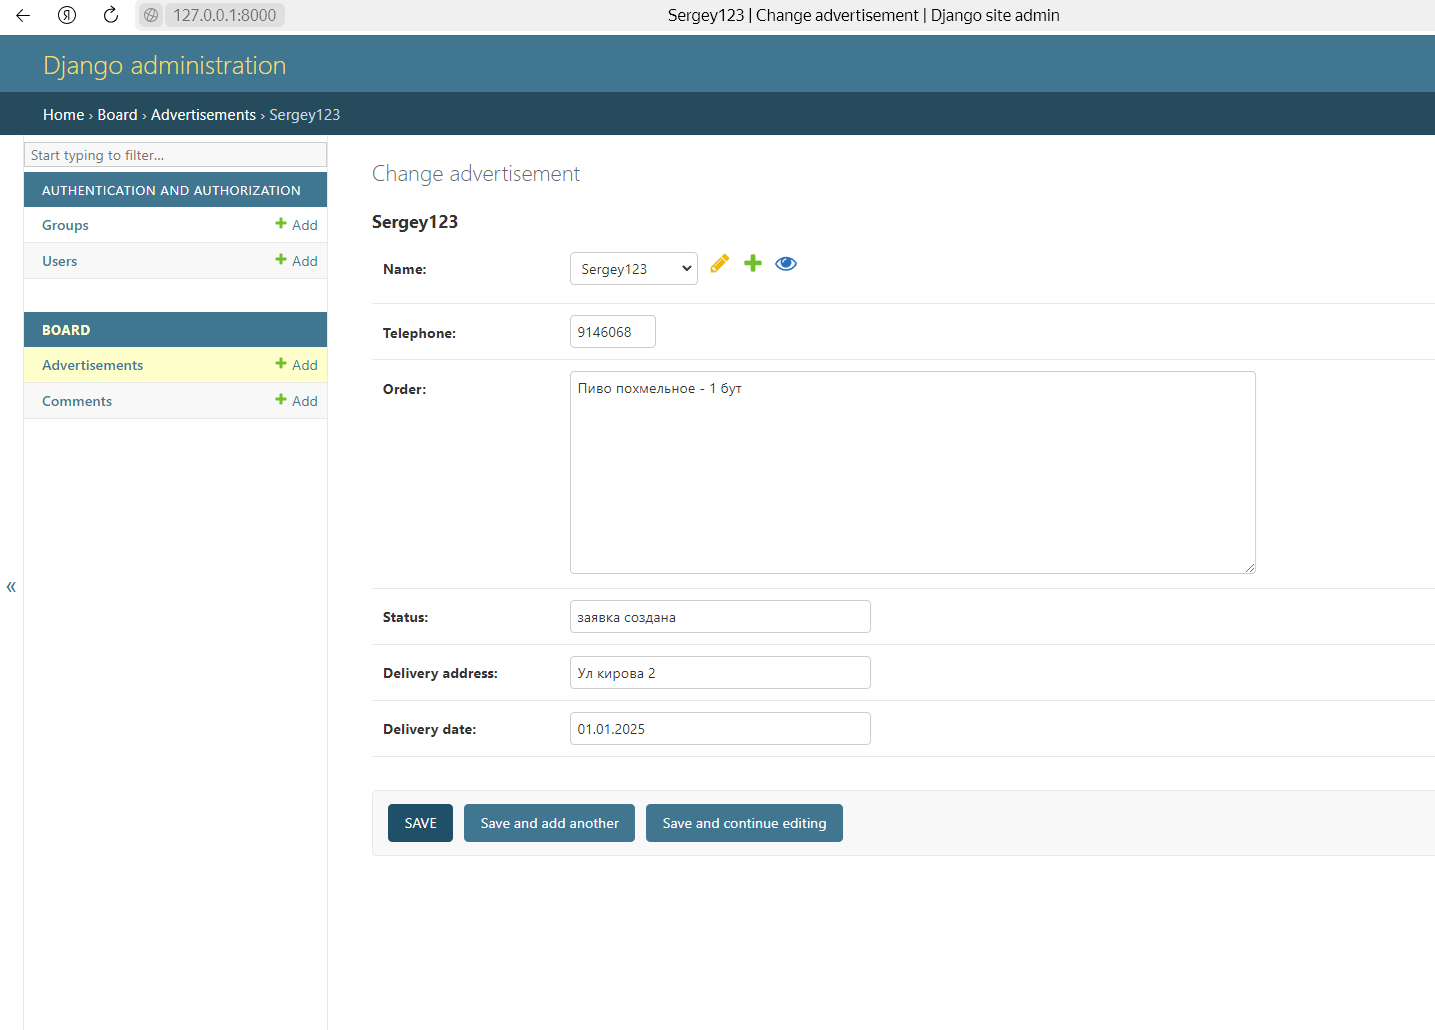 127.0.0.1:8000
Sergey123 | Change advertisement | Django site admin
Django administration
Home › Board › Advertisements › Sergey123
Start typing to filter...
AUTHENTICATION AND AUTHORIZATION
Groups + Add
Users + Add
BOARD
Advertisements + Add
Comments + Add
«
Change advertisement
Sergey123
Name: Sergey123
Telephone: 9146068
Order: Пиво похмельное - 1 бут
Status: заявка создана
Delivery address: Ул кирова 2
Delivery date: 01.01.2025
SAVE Save and add another Save and continue editing